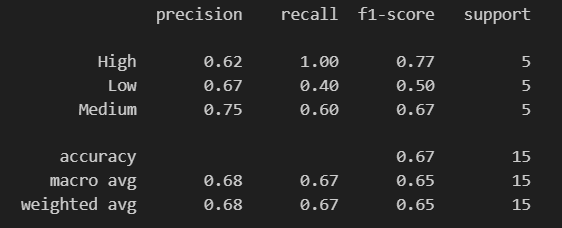 precision recall f1-score support
High 0.62 1.00 0.77 5
Low 0.67 0.40 0.50 5
Medium 0.75 0.60 0.67 5
accuracy 0.67 15
macro avg 0.68 0.67 0.65 15
weighted avg 0.68 0.67 0.65 15